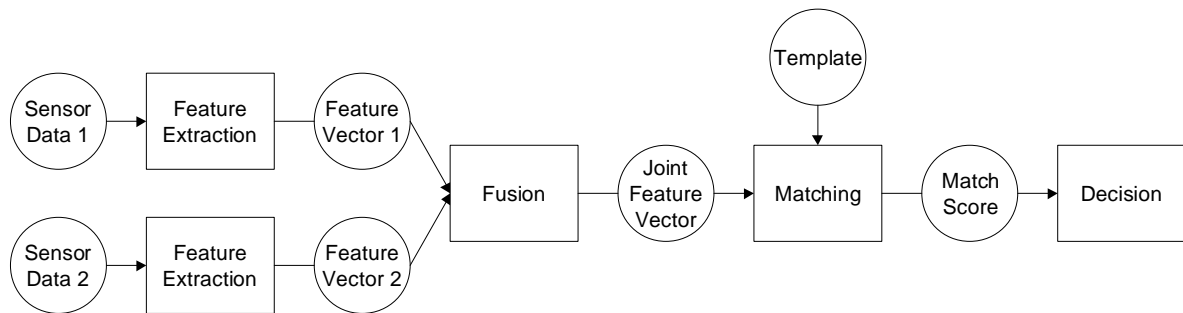 Template
Sensor
Data 1
Feature
Extraction
Feature
Vector 1
Fusion
Joint
Feature
Vector
Matching
Match
Score
Decision
Sensor
Data 2
Feature
Extraction
Feature
Vector 2